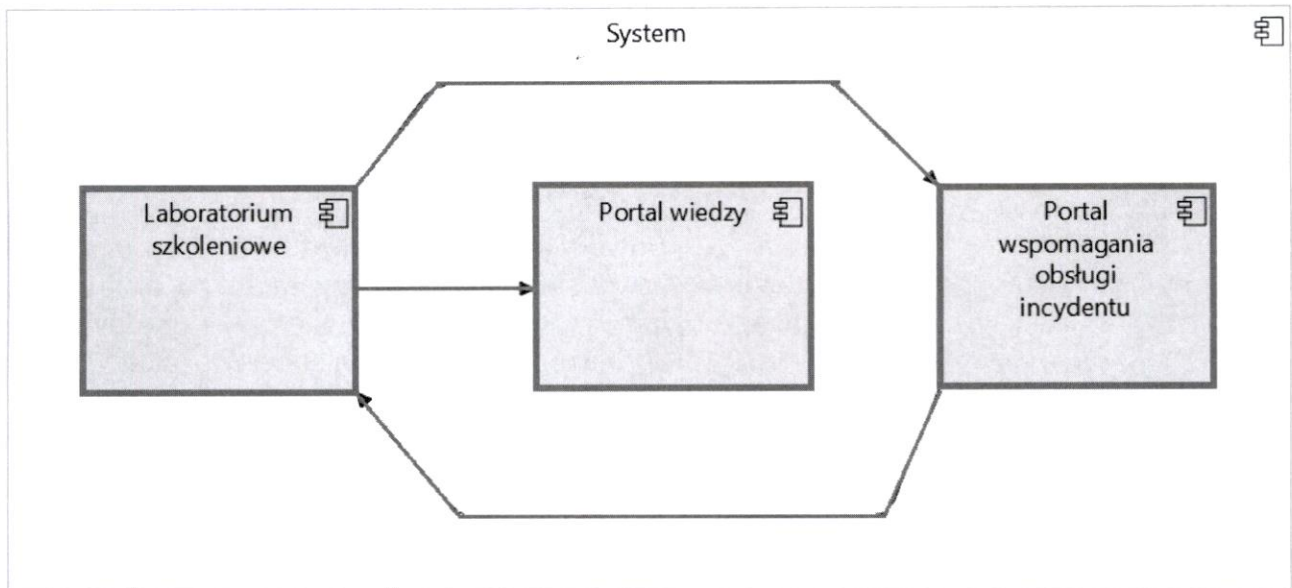 System
Laboratorium
szkoleniowe
Portal wiedzy
Portal
wspomagania
obsługi
incydentu